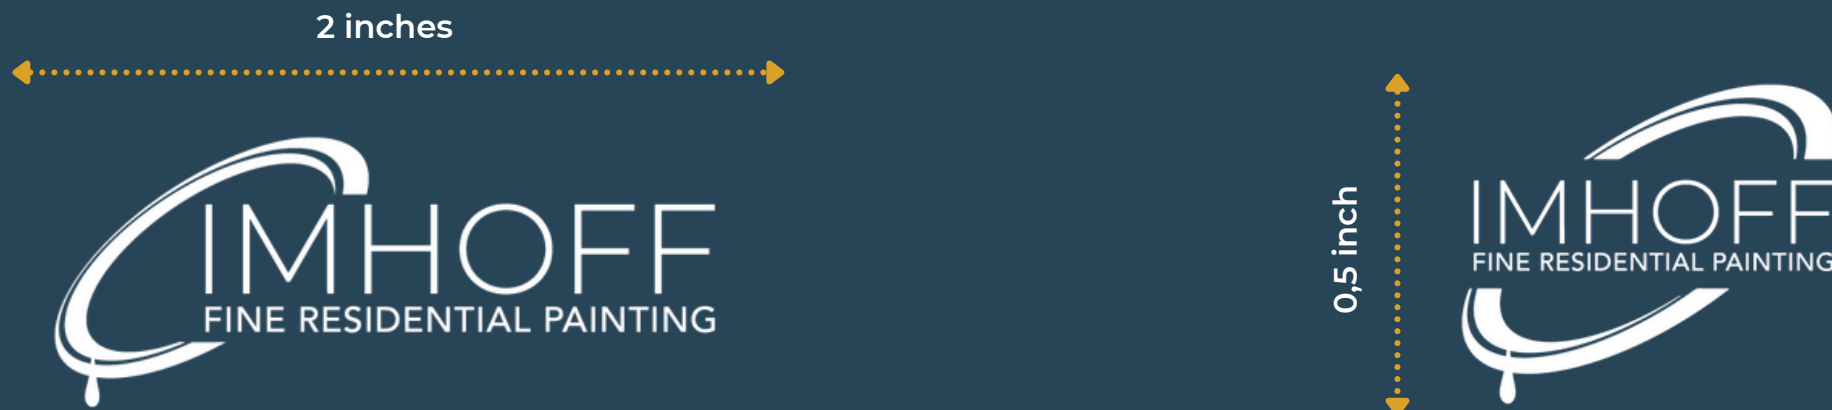 2 inches
IMHOFF
FINE RESIDENTIAL PAINTING
0,5 inch
IMHOFF
FINE RESIDENTIAL PAINTING